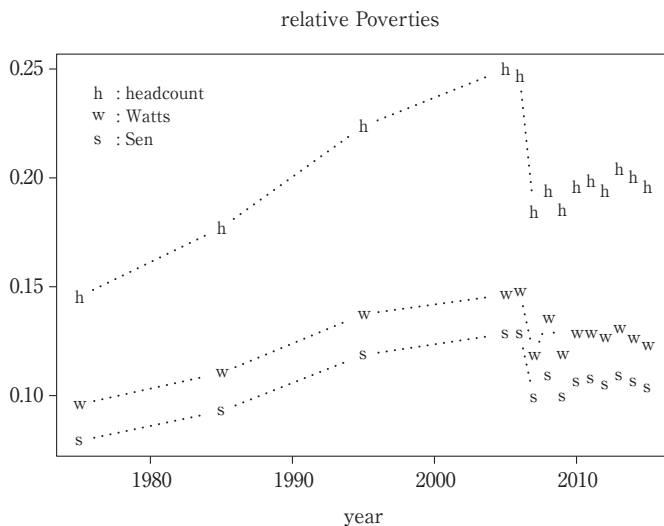 relative Poverties
0.25
0.20
0.15
0.10
h : headcount
w : Watts
s : Sen
1980 1990 2000 2010
year